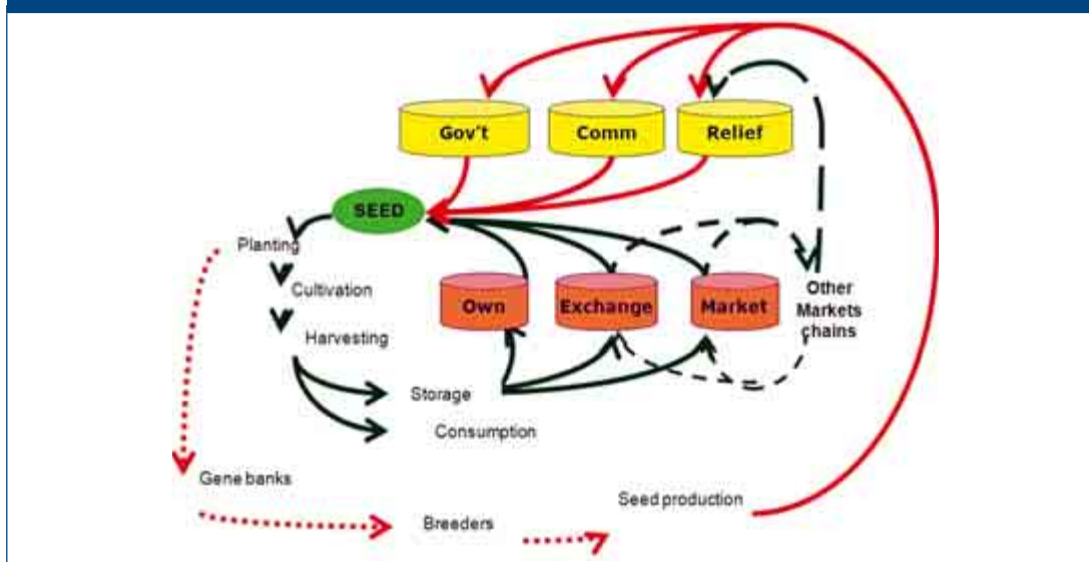 Gov't
Comm
Relief
SEED
Planting
Cultivation
Own
Exchange
Market
Other
Markets
chains
Harvesting
Storage
Consumption
Gene banks
Breeders
Seed production